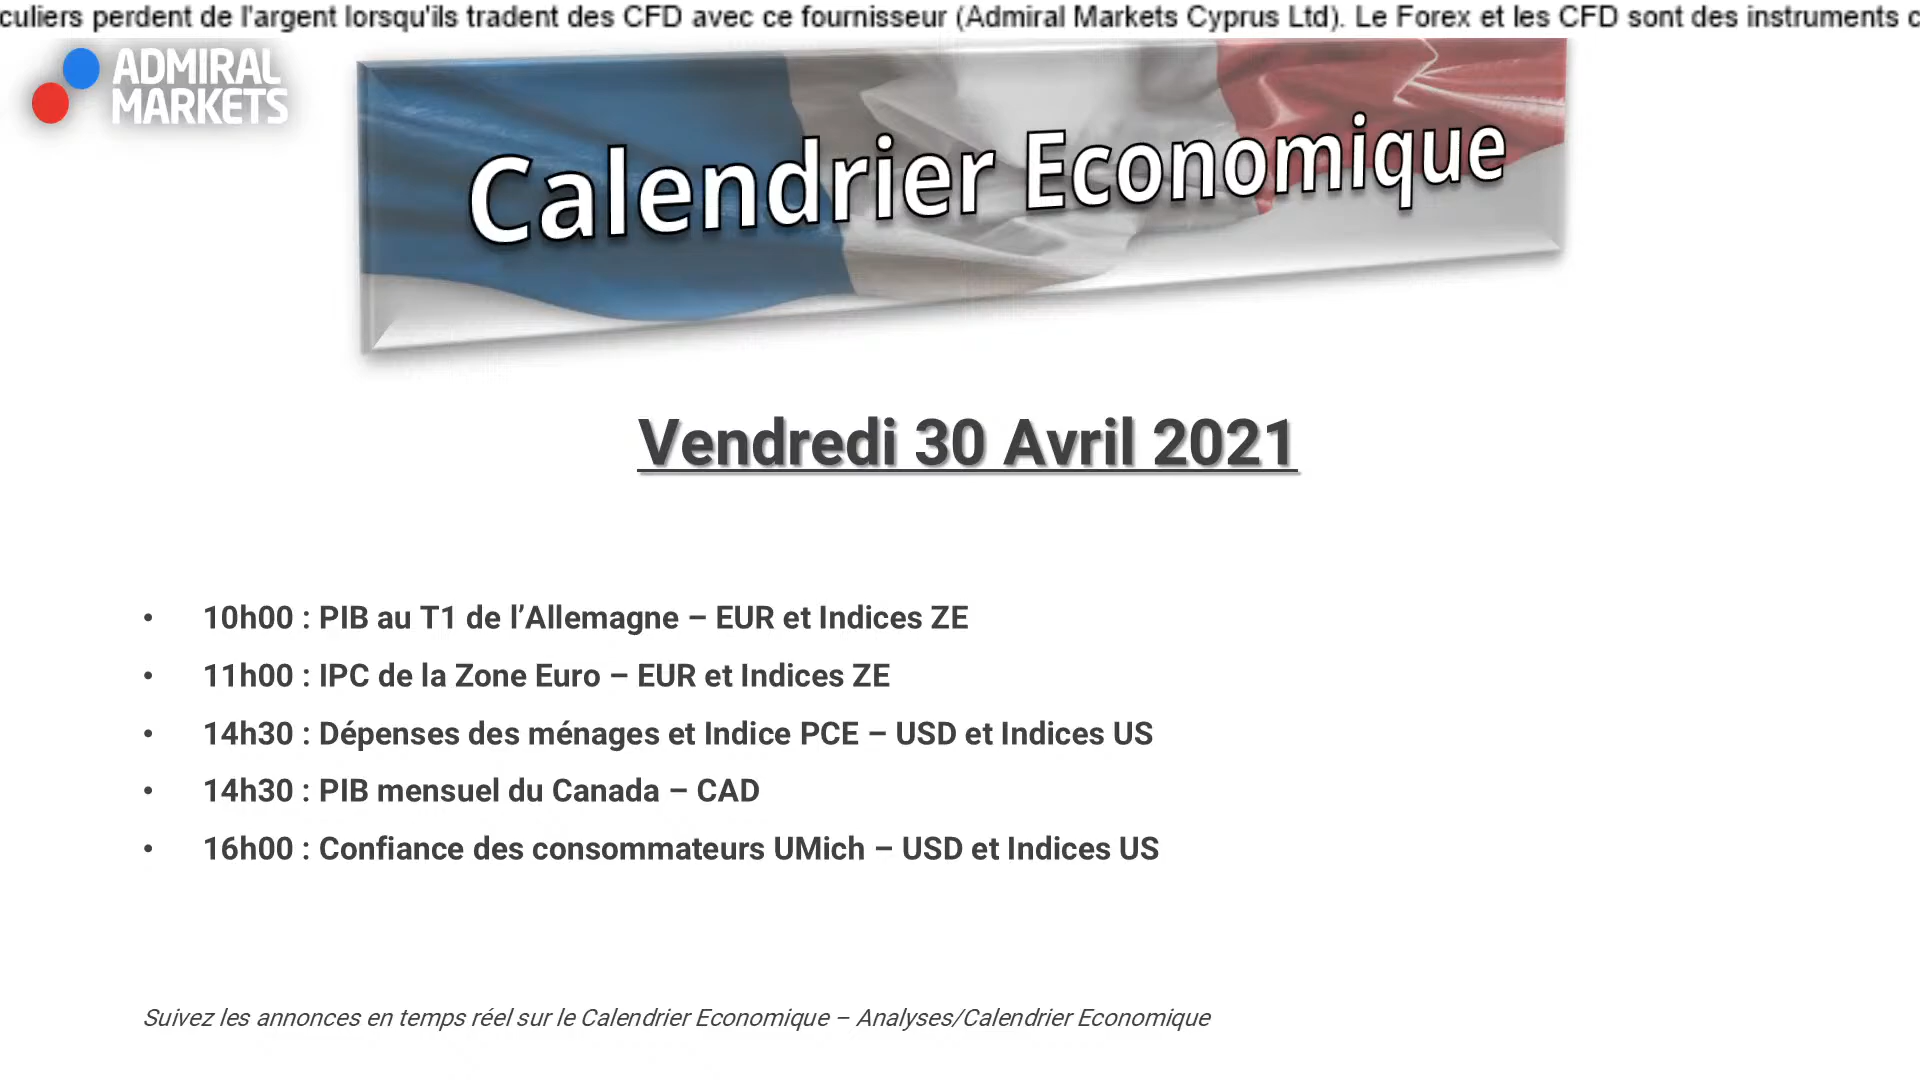 perdent de l'argent lorsqu'ils tradent des CFD avec ce fournisseur (Admiral Markets Cyprus Ltd). Le Forex et les CFD sont des instruments
ADMIRAL
MARKETS
Calendrier Economique
Vendredi 30 Avril 2021
• 10h00 : PIB au T1 de l’Allemagne – EUR et Indices ZE
• 11h00 : IPC de la Zone Euro – EUR et Indices ZE
• 14h30 : Dépenses des ménages et Indice PCE – USD et Indices US
• 14h30 : PIB mensuel du Canada – CAD
• 16h00 : Confiance des consommateurs UMich – USD et Indices US
Suivez les annonces en temps réel sur le Calendrier Economique – Analyses/Calendrier Economique